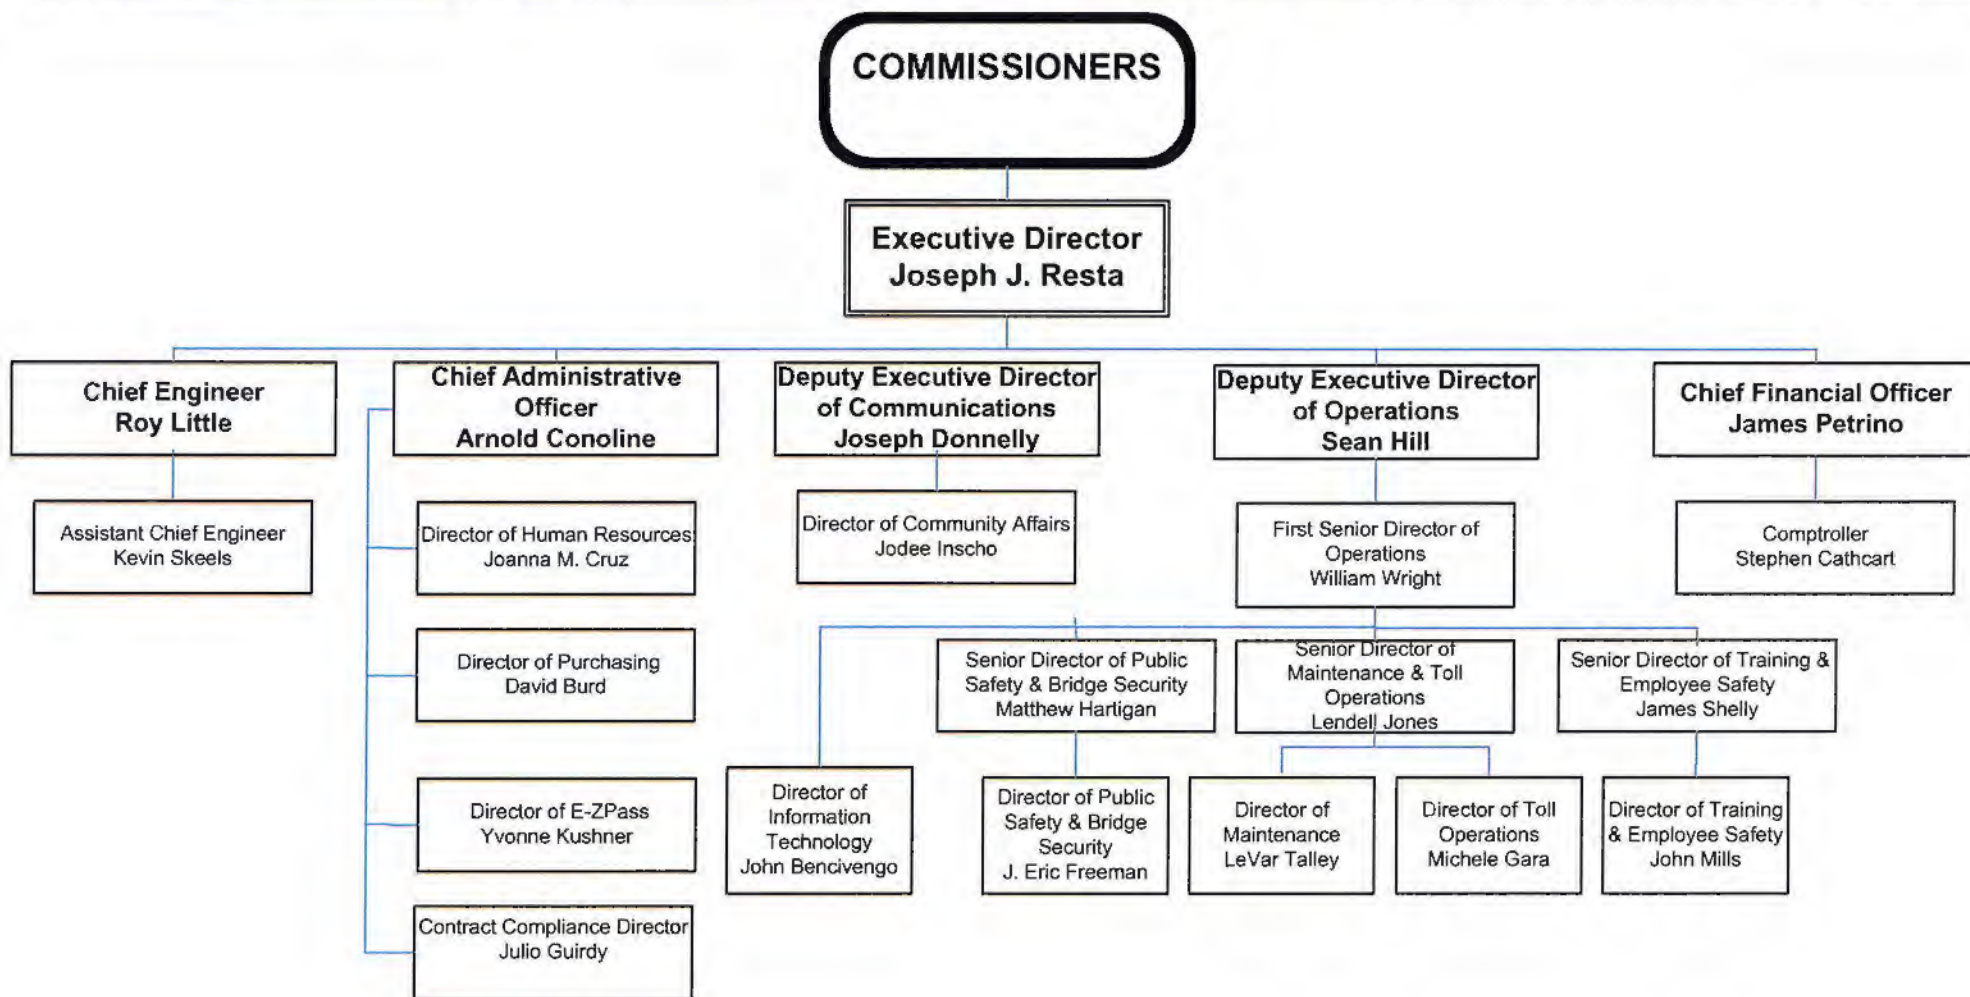 COMMISSIONERS
Executive Director
Joseph J. Resta
Chief Engineer
Roy Little
Chief Administrative
Officer
Arnold Conoline
Deputy Executive Director
of Communications
Joseph Donnelly
Deputy Executive Director
of Operations
Sean Hill
Chief Financial Officer
James Petrino
Assistant Chief Engineer
Kevin Skeels
Director of Human Resources
Joanna M. Cruz
Director of Community Affairs
Jodee Inscho
First Senior Director of
Operations
William Wright
Comptroller
Stephen Cathcart
Director of Purchasing
David Burd
Senior Director of Public
Safety & Bridge Security
Matthew Hartigan
Senior Director of
Maintenance & Toll
Operations
Lendell Jones
Senior Director of Training &
Employee Safety
James Shelly
Director of E-ZPass
Yvonne Kushner
Director of
Information
Technology
John Bencivengo
Director of Public
Safety & Bridge
Security
J. Eric Freeman
Director of
Maintenance
LeVar Talley
Director of Toll
Operations
Michele Gara
Director of Training
& Employee Safety
John Mills
Contract Compliance Director
Julio Guirdy